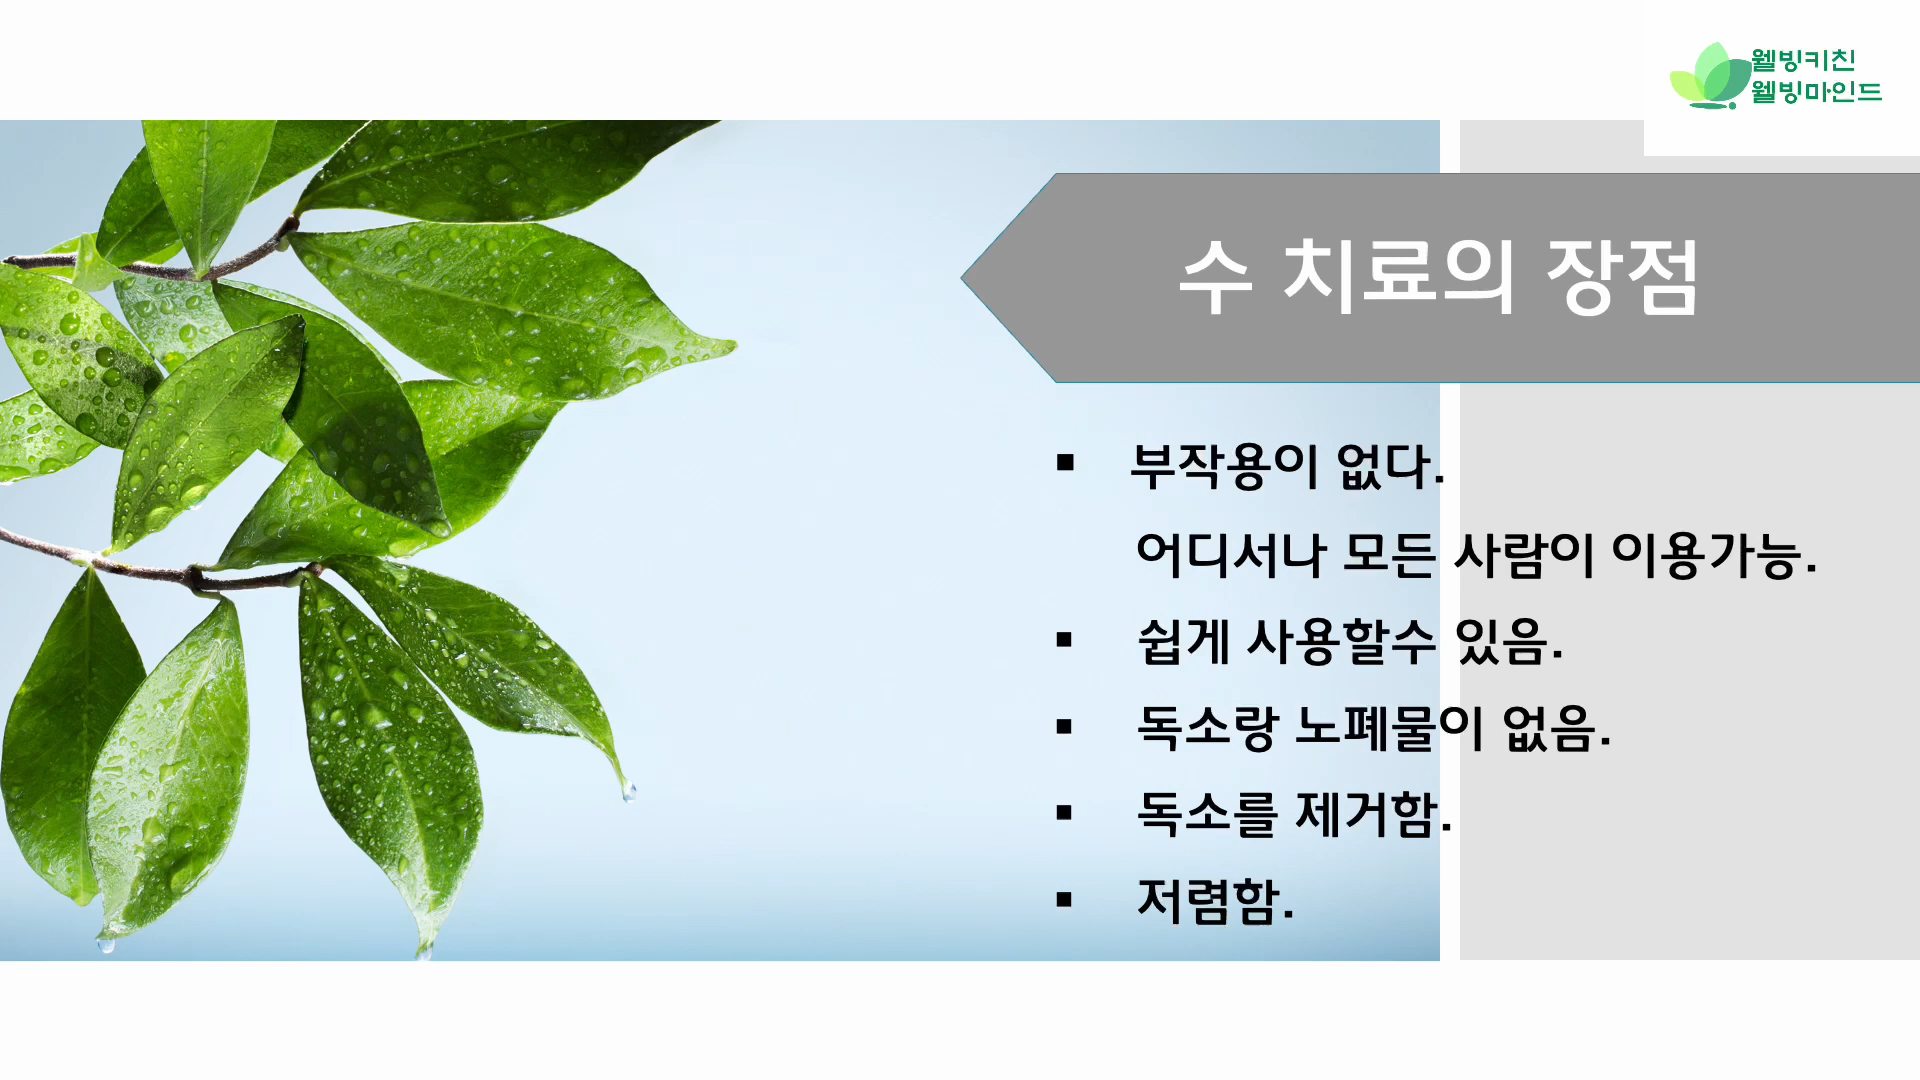 웰빙키친
웰빙마인드
수 치료의 장점
▪ 부작용이 없다.
어디서나 모든 사람이 이용가능.
▪ 쉽게 사용할수 있음.
▪ 독소랑 노폐물이 없음.
▪ 독소를 제거함.
▪ 저렴함.